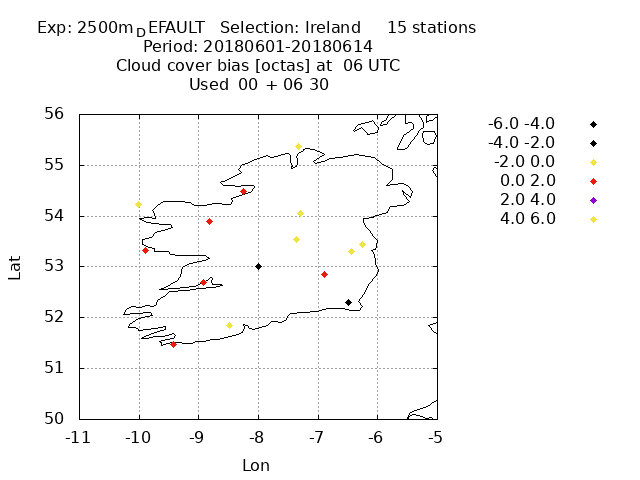 Exp: 2500m_DEFAULT   Selection: Ireland      15 stations
Period: 20180601-20180614
Cloud cover bias [octas] at  06 UTC
Used  00  + 06 30
-6.0 -4.0
-4.0 -2.0
-2.0 0.0
0.0 2.0
2.0 4.0
4.0 6.0
56
55
54
53
52
51
50
Lat
-11 -10 -9 -8 -7 -6 -5
Lon